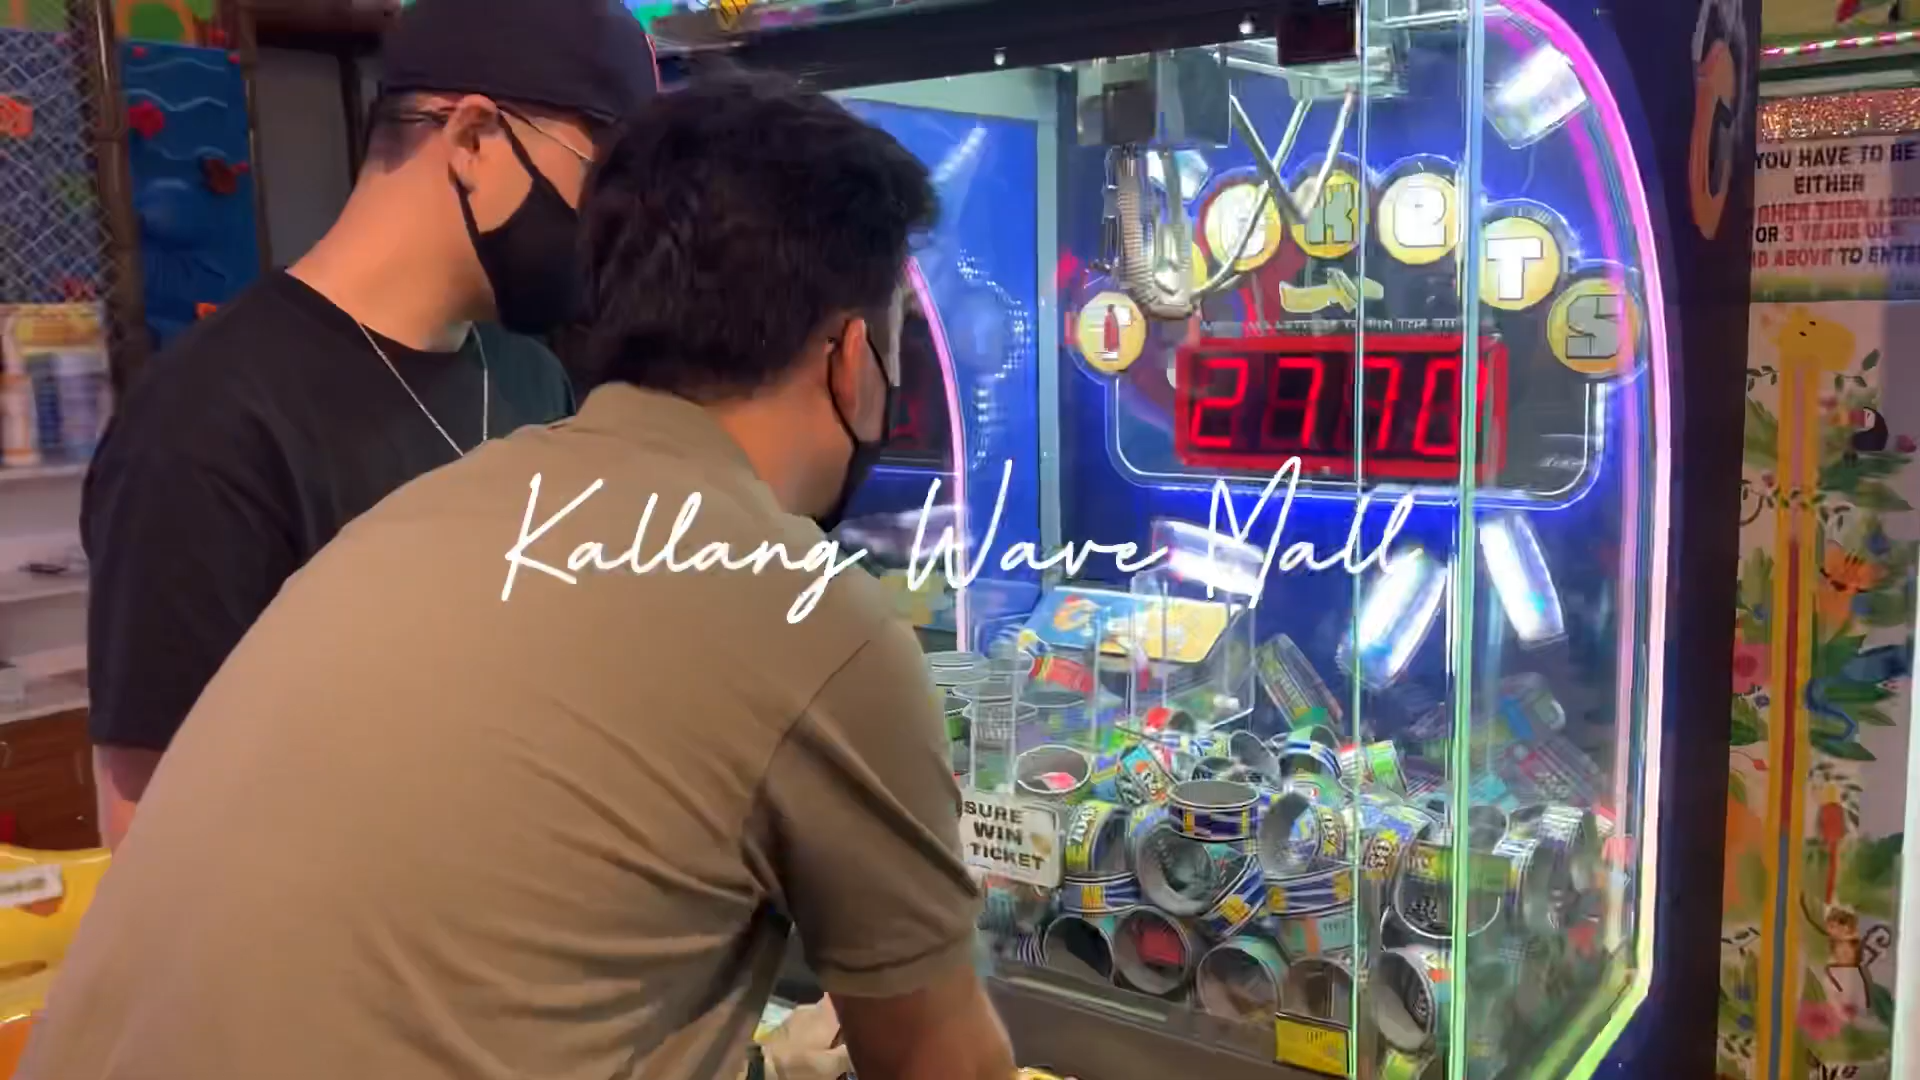 TICKETS
2770
Kallang Wave Mall
SURE
WIN
TICKET
YOU HAVE TO BE
EITHER
OR 3 YEARS OLD
ABOVE TO ENTER